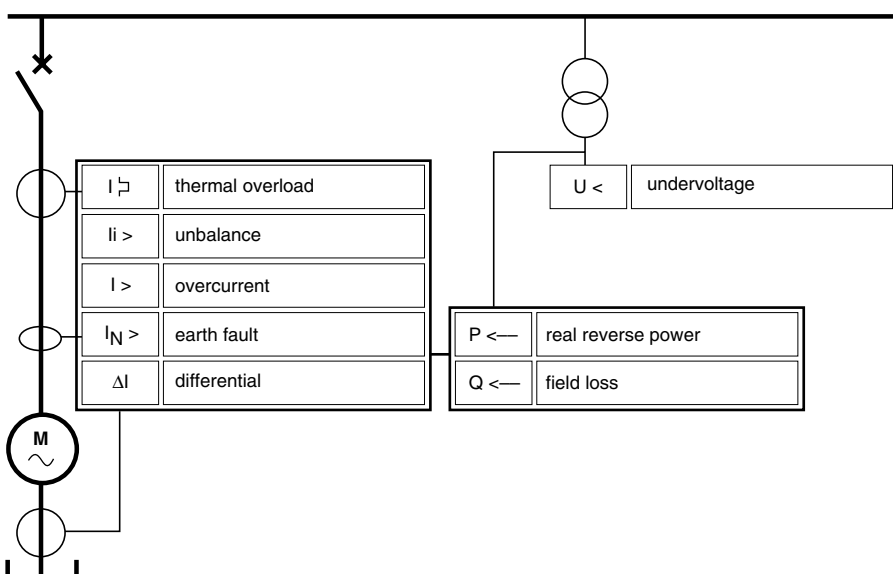 I thermal overload
U < undervoltage
Ii > unbalance
I > overcurrent
IN > earth fault
P <— real reverse power
ΔI differential
Q <— field loss
M